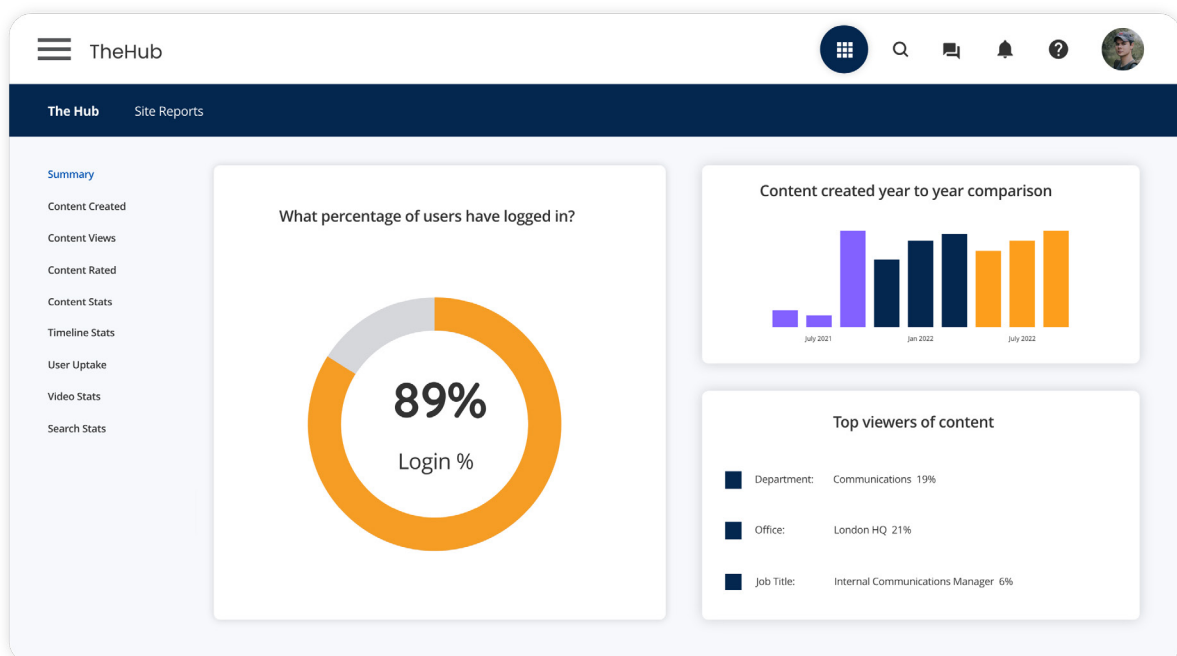 TheHub
The Hub
Site Reports
Summary
Content Created
Content Views
Content Rated
Content Stats
Timeline Stats
User Uptake
Video Stats
Search Stats
What percentage of users have logged in?
89%
Login %
Content created year to year comparison
July 2021
Jan 2022
July 2022
Top viewers of content
Department: Communications 19%
Office: London HQ 21%
Job Title: Internal Communications Manager 6%